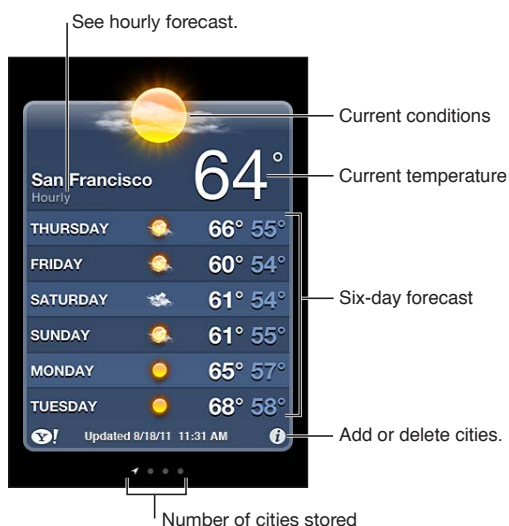 See hourly forecast.
Current conditions
64°
Current temperature
San Francisco
Hourly
THURSDAY 66° 55°
FRIDAY 60° 54°
SATURDAY 61° 54°
Six-day forecast
SUNDAY 61° 55°
MONDAY 65° 57°
TUESDAY 68° 58°
Y! Updated 8/18/11 11:31 AM i
Add or delete cities.
Number of cities stored